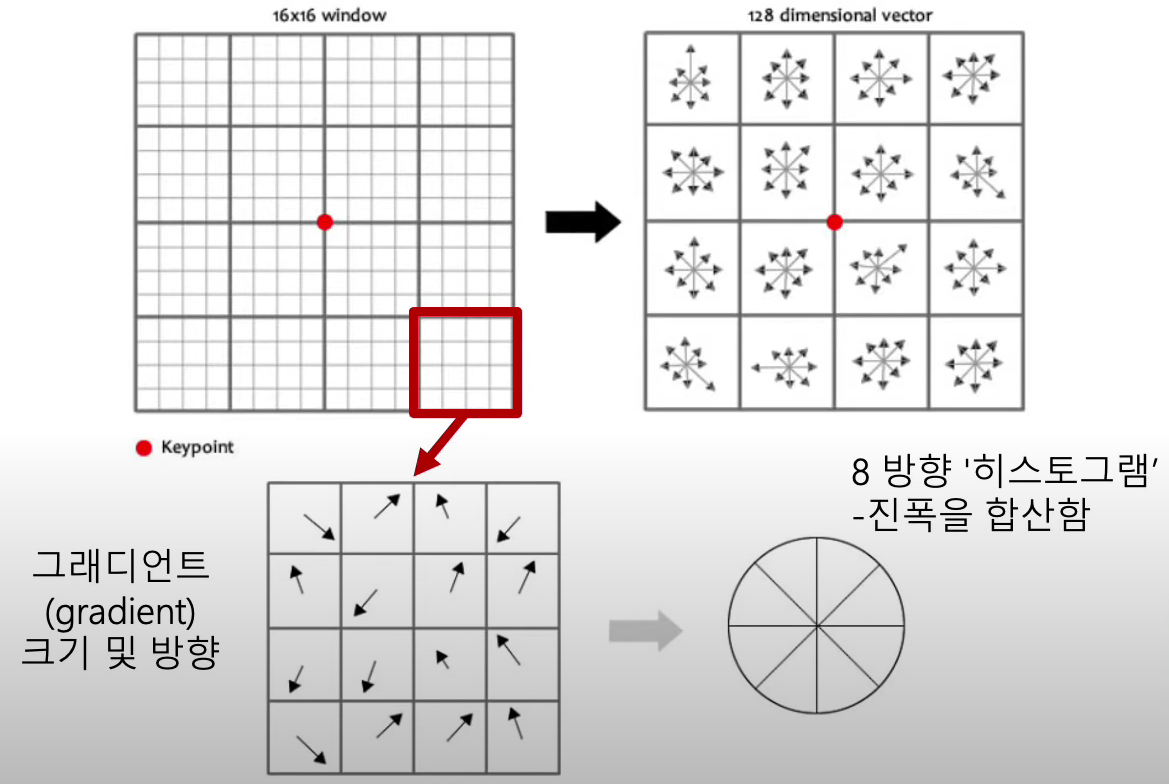 16x16 window
128 dimensional vector
Keypoint
8 방향 '히스토그램’
-진폭을 합산함
그래디언트
(gradient)
크기 및 방향